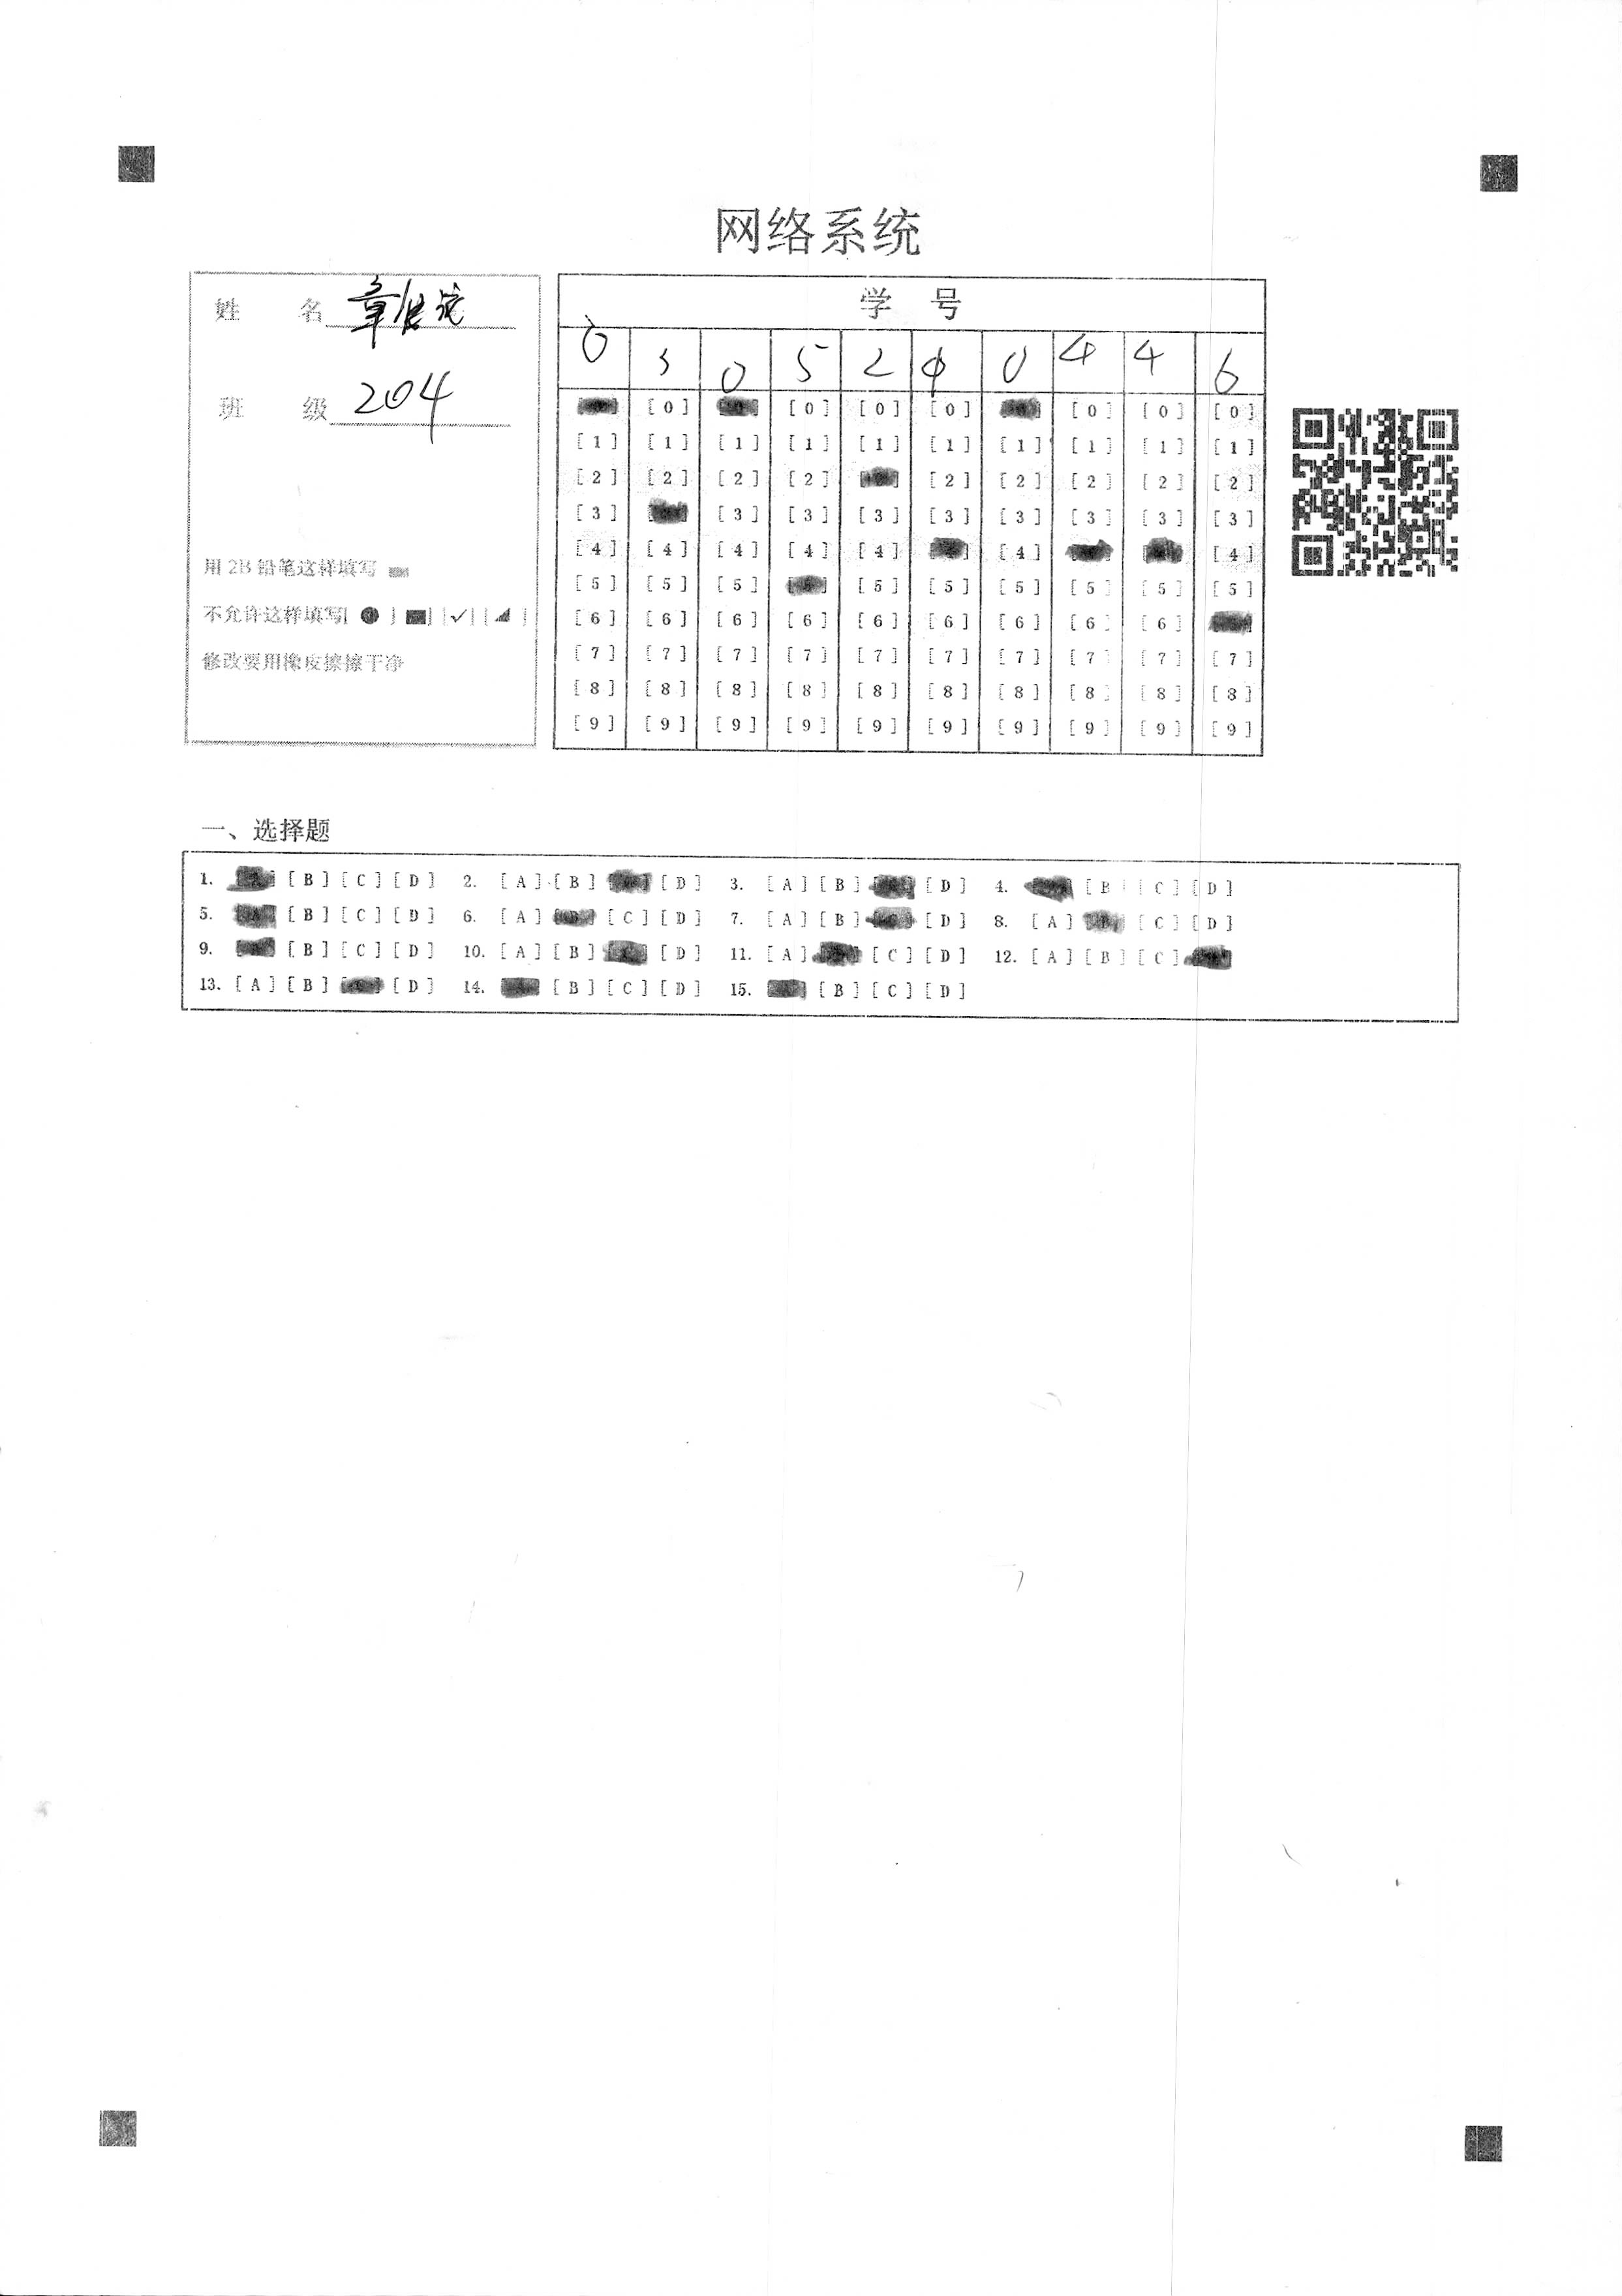 网络系统
姓 名 章
班 级 204
用 2B 铅笔这样填写
不允许这样填写[ ● ] [■] [✓] [ ◢ ]
修改要用橡皮擦擦干净
学 号
0 3 0 5 2 4 0 4 4 6
[0] [0] [0] [0] [0] [0] [0]
[1] [1] [1] [1] [1] [1] [1] [1] [1] [1]
[2] [2] [2] [2] [2] [2] [2] [2] [2]
[3] [3] [3] [3] [3] [3] [3] [3] [3]
[4] [4] [4] [4] [4] [4] [4]
[5] [5] [5] [5] [5] [5] [5] [5] [5]
[6] [6] [6] [6] [6] [6] [6] [6] [6]
[7] [7] [7] [7] [7] [7] [7] [7] [7] [7]
[8] [8] [8] [8] [8] [8] [8] [8] [8] [8]
[9] [9] [9] [9] [9] [9] [9] [9] [9] [9]
一、选择题
1. [B] [C] [D] 2. [A] [B] [D] 3. [A] [B] [D] 4. [B] [C] [D]
5. [B] [C] [D] 6. [A] [C] [D] 7. [A] [B] [D] 8. [A] [C] [D]
9. [B] [C] [D] 10. [A] [B] [D] 11. [A] [C] [D] 12. [A] [B] [C]
13. [A] [B] [D] 14. [B] [C] [D] 15. [B] [C] [D]